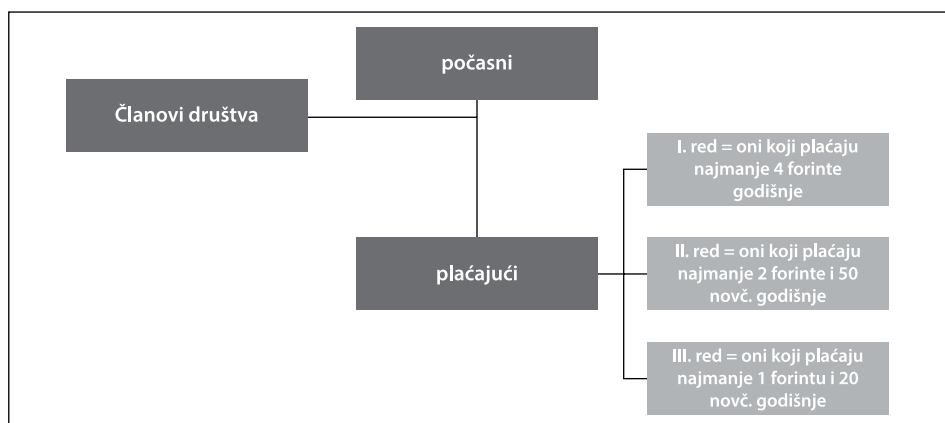 počasni
Članovi društva
I. red = oni koji plaćaju
najmanje 4 forinte
godišnje
plaćajući
II. red = oni koji plaćaju
najmanje 2 forinte i 50
novč. godišnje
III. red = oni koji plaćaju
najmanje 1 forintu i 20
novč. godišnje